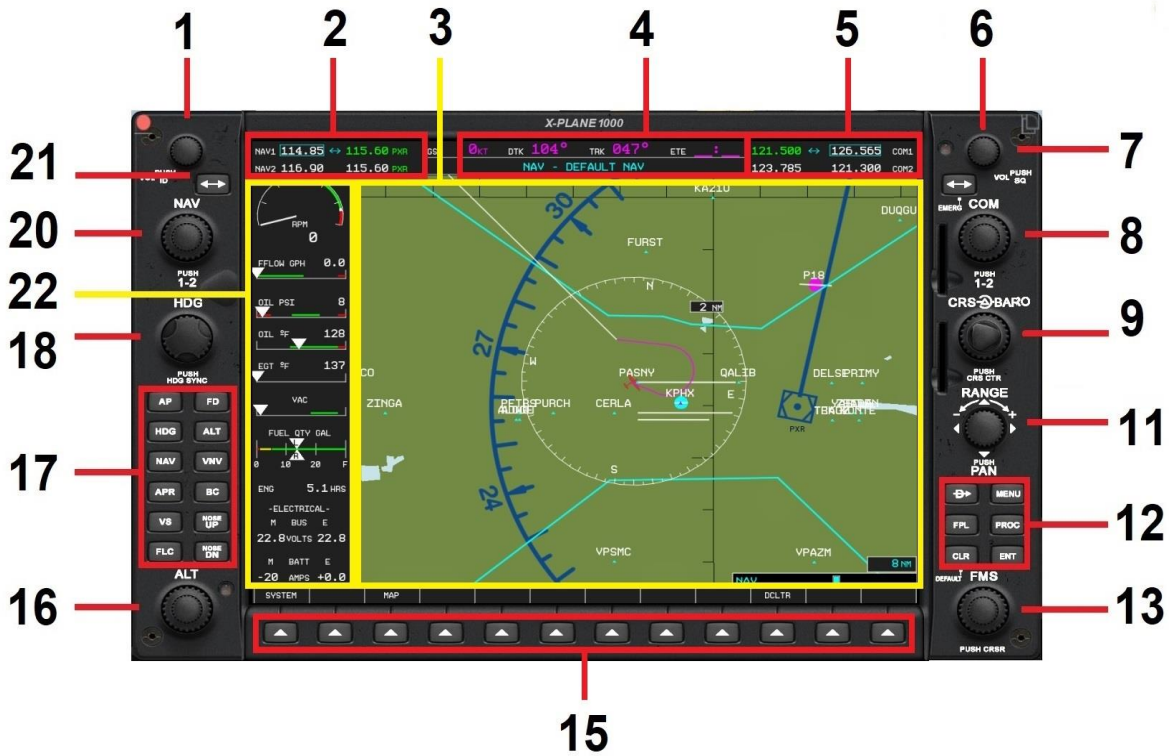 1 2 3 4 5 6
X-PLANE 1000
NAV1 114.85 ↔ 115.60 PXR
NAV2 116.90 115.60 PXR
GS 0KT DTK 104° TRK 047° ETE __:__
NAV - DEFAULT NAV
121.500 ↔ 126.565 COM1
123.785 121.300 COM2
21
VOL PUSH ID
7
VOL PUSH SQ
20
NAV
PUSH 1-2
22
EMERG
COM
8
PUSH 1-2
18
HDG
PUSH HDG SYNC
CRS BARO
9
PUSH CRS CTR
17
AP FD
HDG ALT
NAV VNV
APR BC
VS NOSE UP
FLC NOSE DN
16
ALT
RANGE
- +
11
PUSH PAN
12
D MENU
FPL PROC
CLR ENT
DEFAULT
FMS
13
PUSH CRSR
RPM
0
FFLOW GPH 0.0
OIL PSI 8
OIL °F 128
EGT °F 137
VAC
FUEL QTY GAL
L
R
0 10 20 F
ENG 5.1 HRS
-ELECTRICAL-
M BUS E
22.8 VOLTS 22.8
M BATT E
-20 AMPS +0.0
KA210
DUQGU
30
FURST
P18
N
2 NM
27
W
PASNY
QALIB
DELSE PRIMY
CO
E
KPHX
ZINGA
PURCH
CERLA
PXR
S
24
VPSMC
VPAZM
8 NM
NAV
SYSTEM MAP DCLTR
15